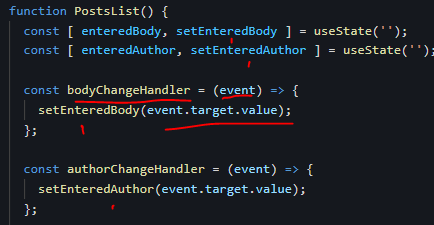 function PostsList() {
const [ enteredBody, setEnteredBody ] = useState('');
const [ enteredAuthor, setEnteredAuthor ] = useState('');
const bodyChangeHandler = (event) => {
setEnteredBody(event.target.value);
};
const authorChangeHandler = (event) => {
setEnteredAuthor(event.target.value);
};